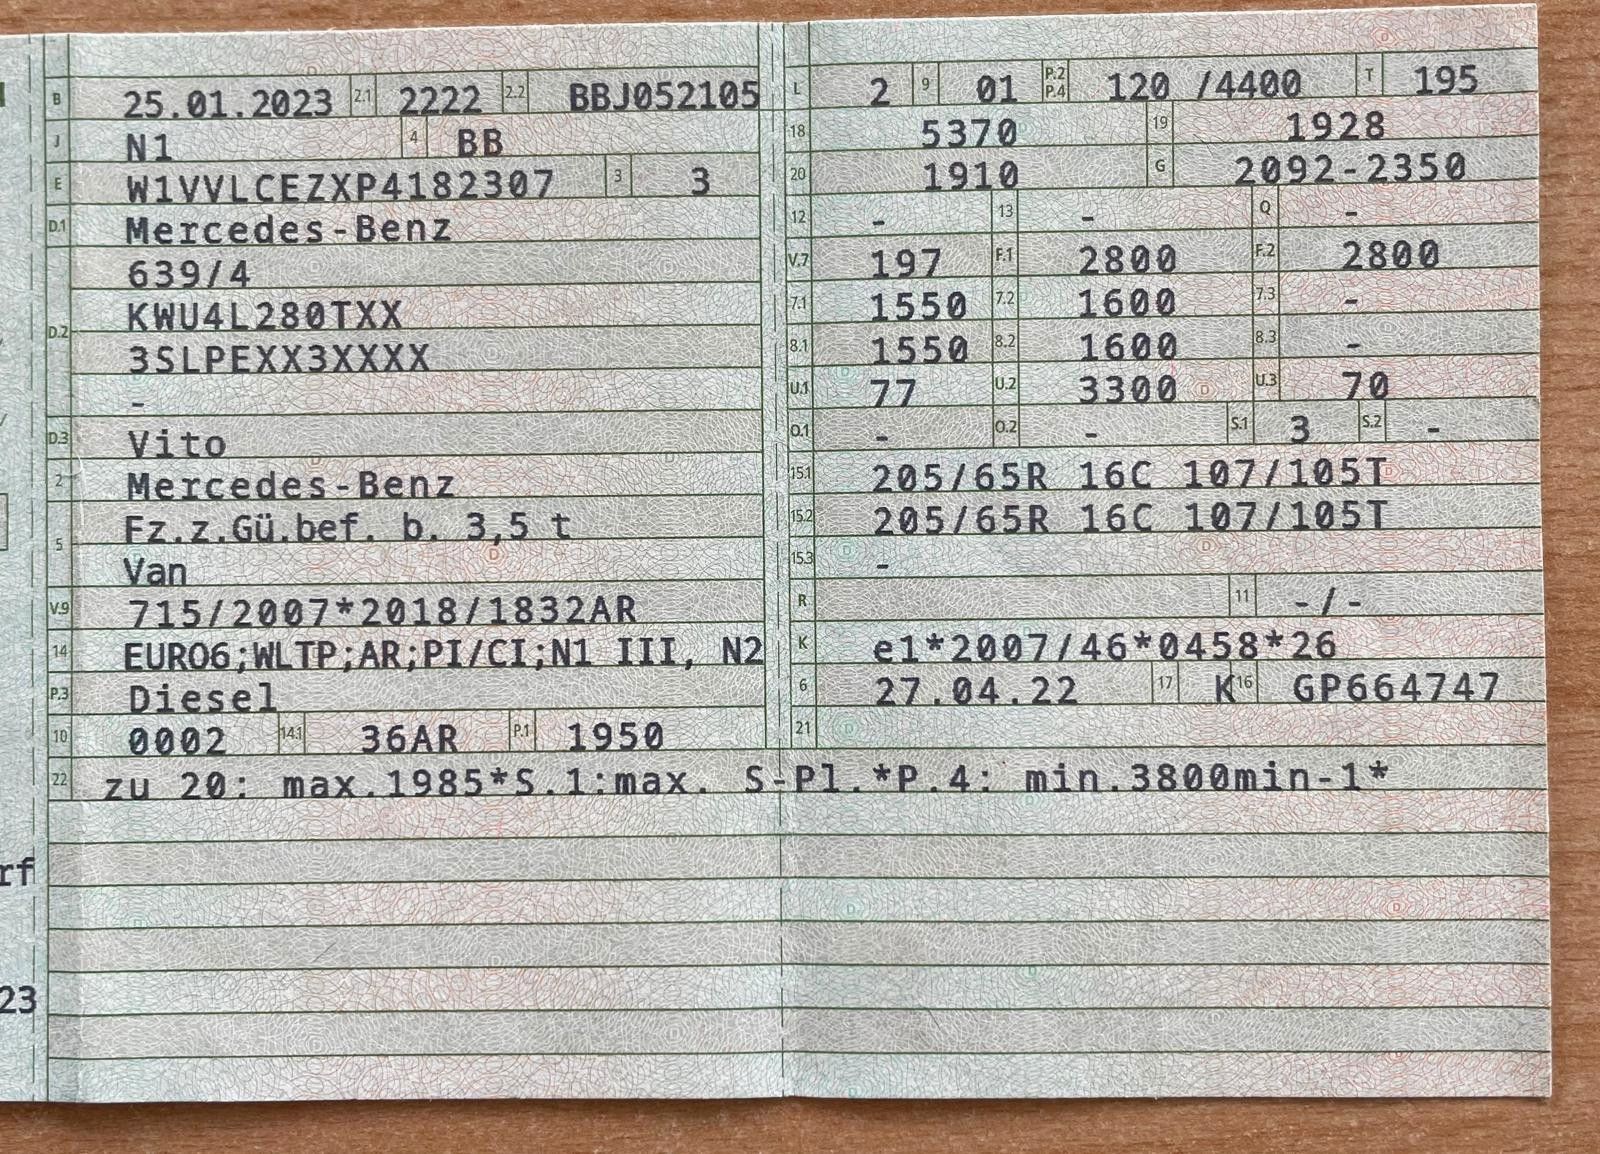 B 25.01.2023 2.1 2222 2.2 BBJ052105
J N1 4 BB
E W1VVLCEZXP4182307 3 3
D.1 Mercedes-Benz
639/4
D.2 KWU4L280TXX
3SLPEXX3XXXX
-
D.3 Vito
2 Mercedes-Benz
5 Fz.z.Gü.bef. b. 3,5 t
Van
V.9 715/2007*2018/1832AR
14 EURO6;WLTP;AR;PI/CI;N1 III, N2
P.3 Diesel
10 0002 14.1 36AR P.1 1950
L 2 9 01 P.2 P.4 120 /4400 T 195
18 5370 19 1928
20 1910 G 2092-2350
12 - 13 - Q -
V.7 197 F.1 2800 F.2 2800
7.1 1550 7.2 1600 7.3 -
8.1 1550 8.2 1600 8.3 -
U.1 77 U.2 3300 U.3 70
O.1 - O.2 - S.1 3 S.2 -
15.1 205/65R 16C 107/105T
15.2 205/65R 16C 107/105T
15.3 -
R 11 -/-
K e1*2007/46*0458*26
6 27.04.22 17 K 16 GP664747
21
22 zu 20: max.1985*S.1:max. S-Pl.*P.4: min.3800min-1*
rf
23